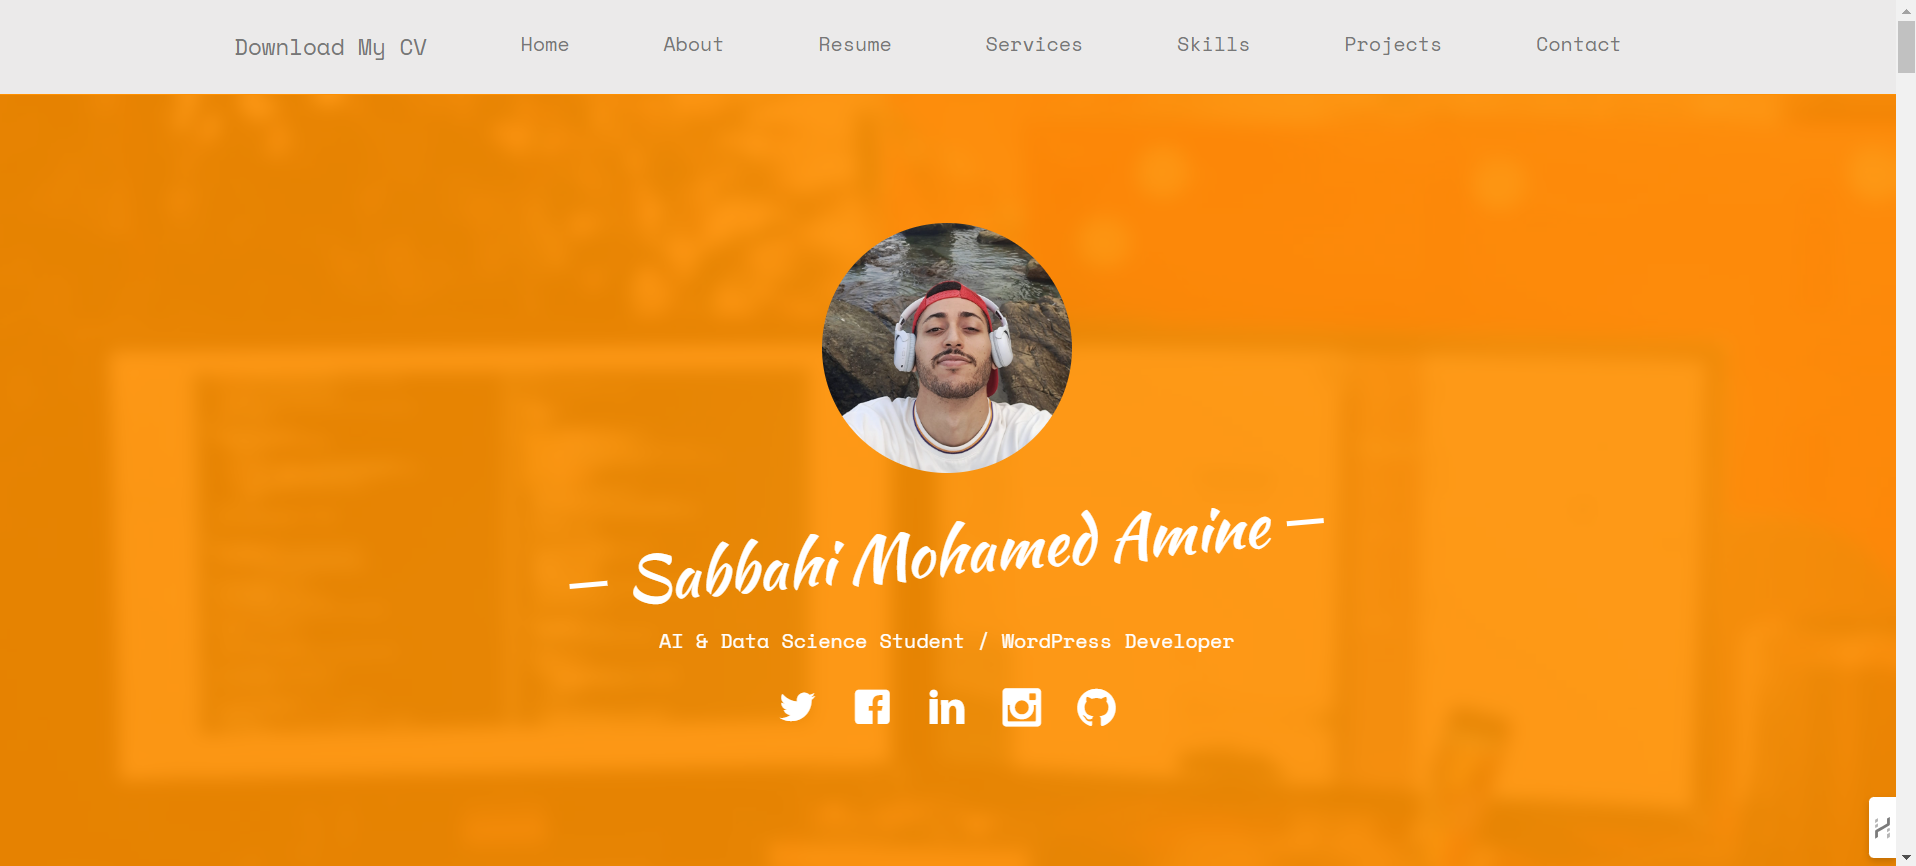 Download My CV Home About Resume Services Skills Projects Contact
— Sabbahi Mohamed Amine —
AI & Data Science Student / WordPress Developer